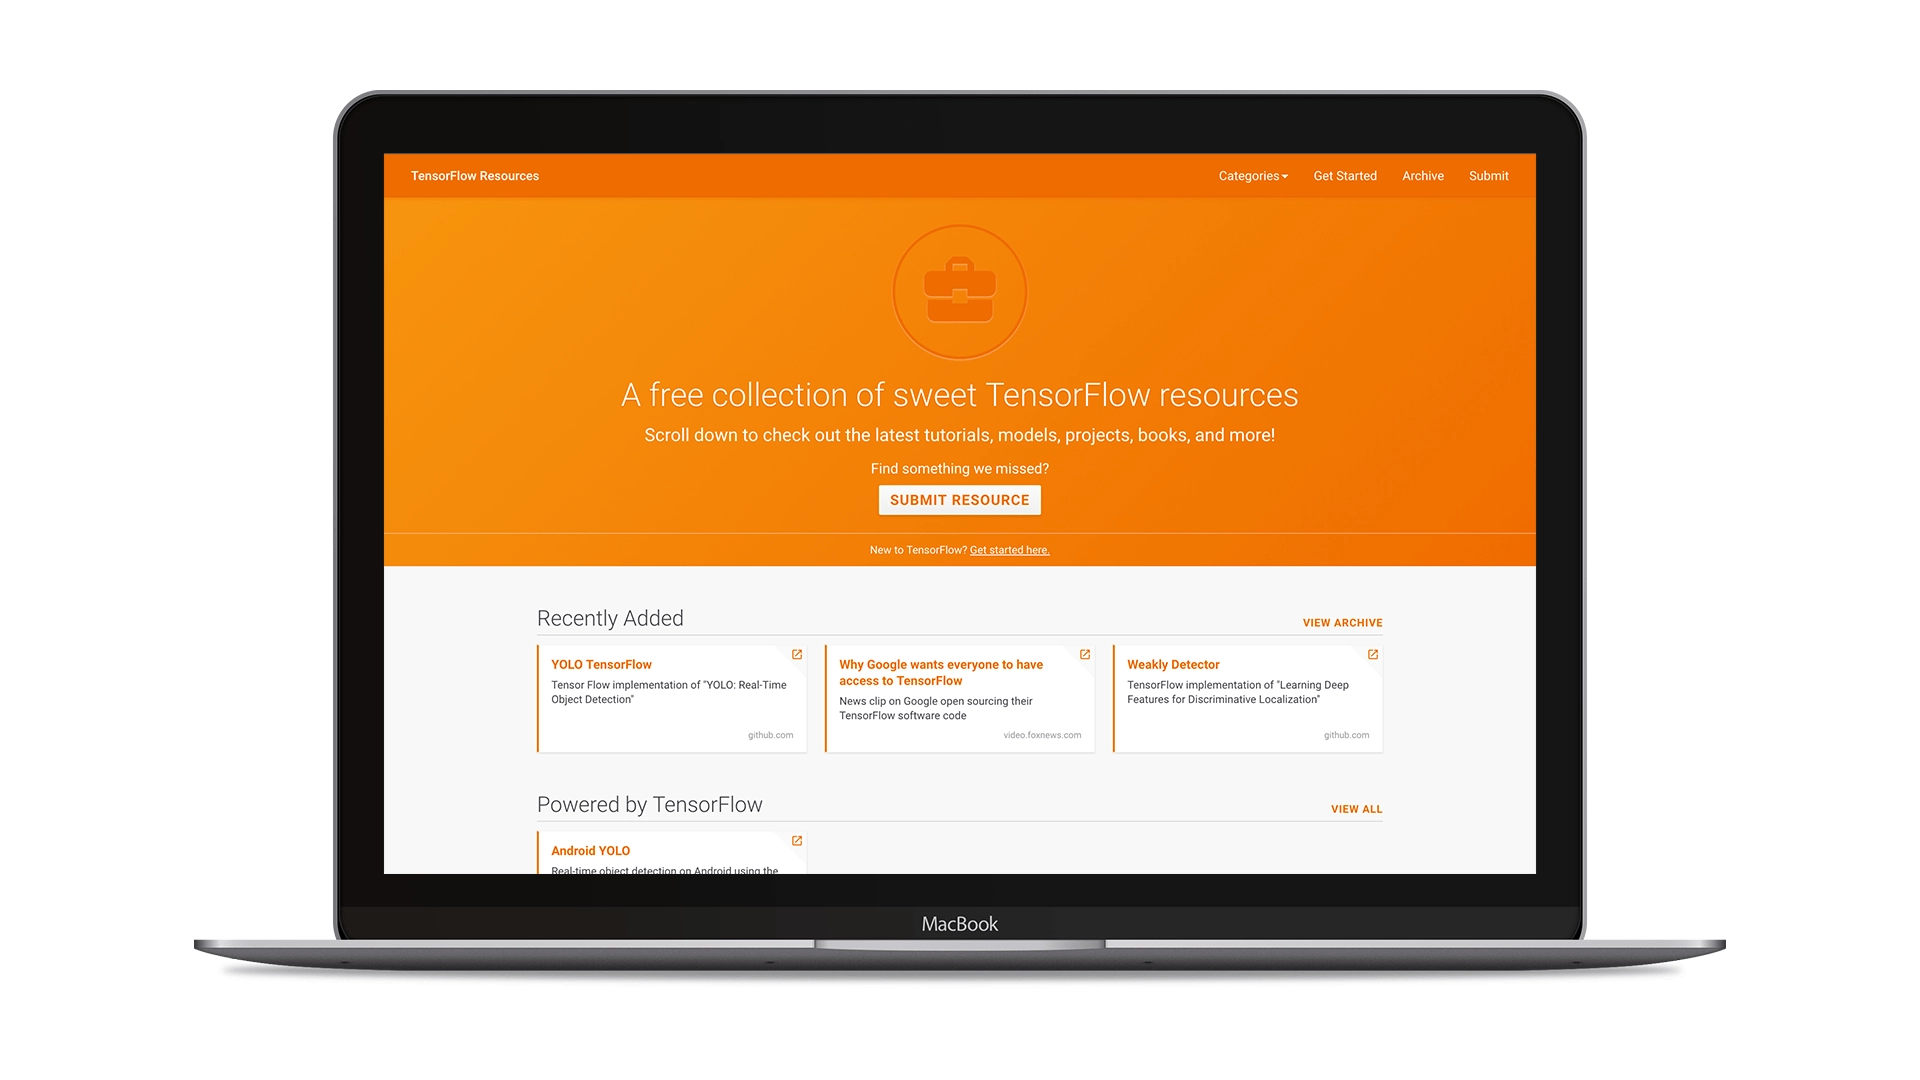 TensorFlow Resources
Categories
Get Started
Archive
Submit
A free collection of sweet TensorFlow resources
Scroll down to check out the latest tutorials, models, projects, books, and more!
Find something we missed?
SUBMIT RESOURCE
New to TensorFlow? Get started here.
Recently Added
VIEW ARCHIVE
YOLO TensorFlow
Tensor Flow implementation of "YOLO: Real-Time
Object Detection"
github.com
Why Google wants everyone to have
access to TensorFlow
News clip on Google open sourcing their
TensorFlow software code
video.foxnews.com
Weakly Detector
TensorFlow implementation of "Learning Deep
Features for Discriminative Localization"
github.com
Powered by TensorFlow
VIEW ALL
Android YOLO
Real-time object detection on Android using the
MacBook